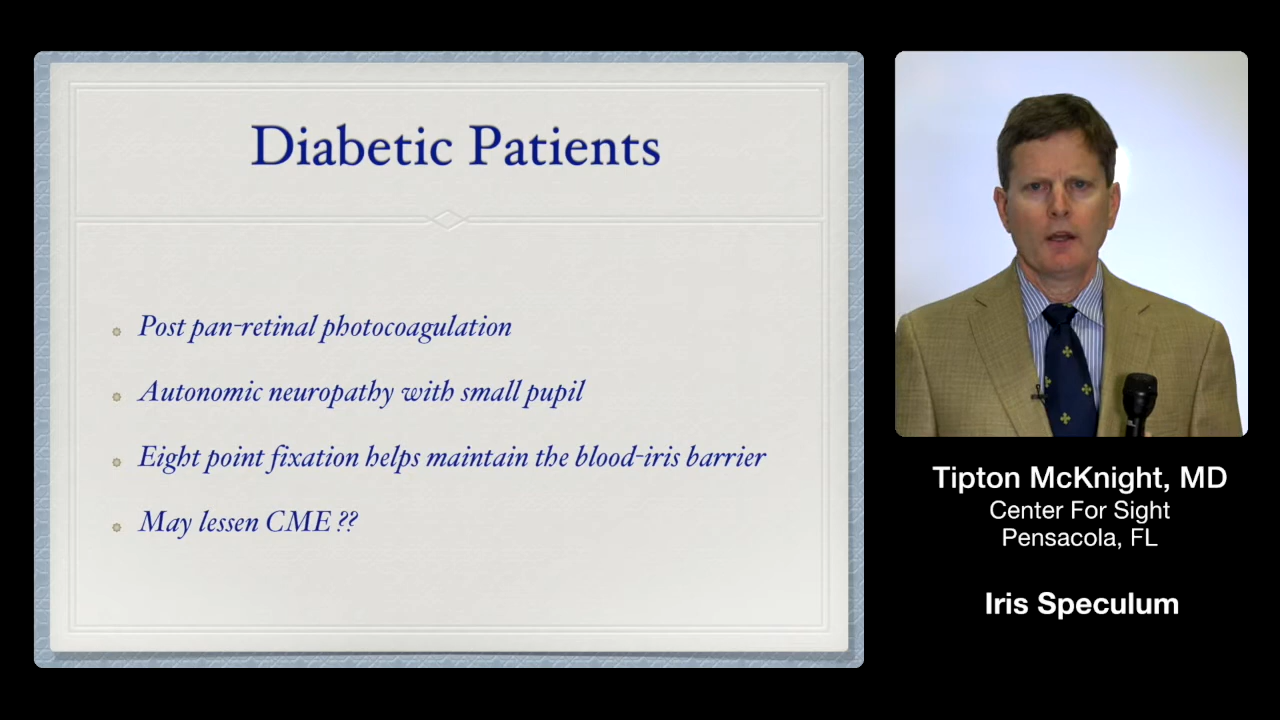 Diabetic Patients
Post pan-retinal photocoagulation
Autonomic neuropathy with small pupil
Eight point fixation helps maintain the blood-iris barrier
May lessen CME ??
Tipton McKnight, MD
Center For Sight
Pensacola, FL
Iris Speculum